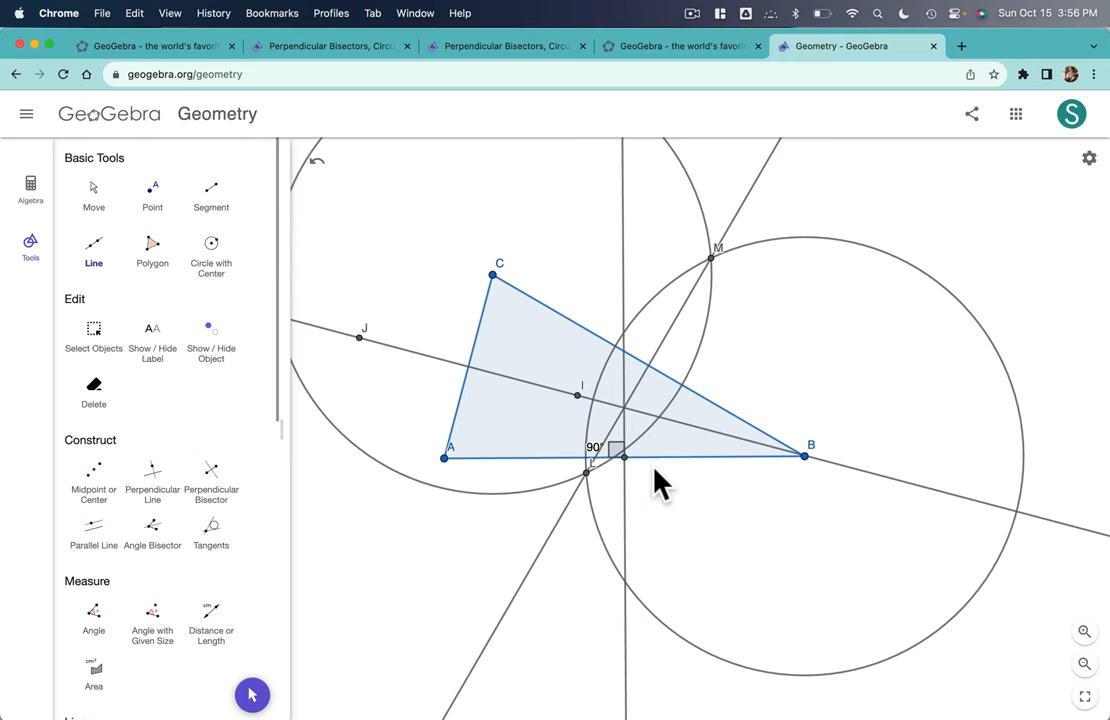 Chrome File Edit View History Bookmarks Profiles Tab Window Help Sun Oct 15 3:56 PM
GeoGebra - the world's favori Perpendicular Bisectors, Circu Perpendicular Bisectors, Circu GeoGebra - the world's favori Geometry - GeoGebra
geogebra.org/geometry
GeoGebra Geometry S
Basic Tools
Move Point Segment
Line Polygon Circle with Center
Edit
Select Objects Show / Hide Label Show / Hide Object
Delete
Construct
Midpoint or Center Perpendicular Line Perpendicular Bisector
Parallel Line Angle Bisector Tangents
Measure
Angle Angle with Given Size Distance or Length
cm²
Area
Algebra
Tools
A
AA
cm
M
C
J
I
A
90°
L
B